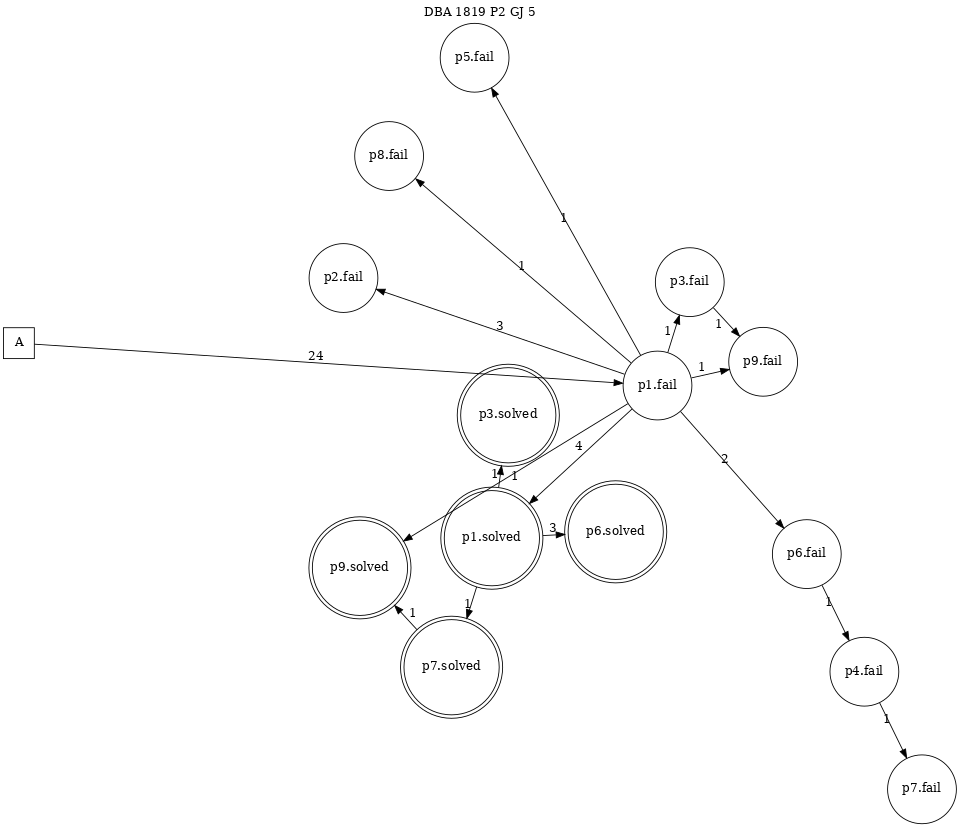 DBA 1819 P2 GJ 5
p5.fail
p8.fail
1
1
p2.fail
p3.fail
3
1
1
A
24
p9.fail
1
p1.fail
p3.solved
4
2
1
1
p1.solved
3
p6.solved
p6.fail
p9.solved
1
1
1
p7.solved
p4.fail
1
p7.fail